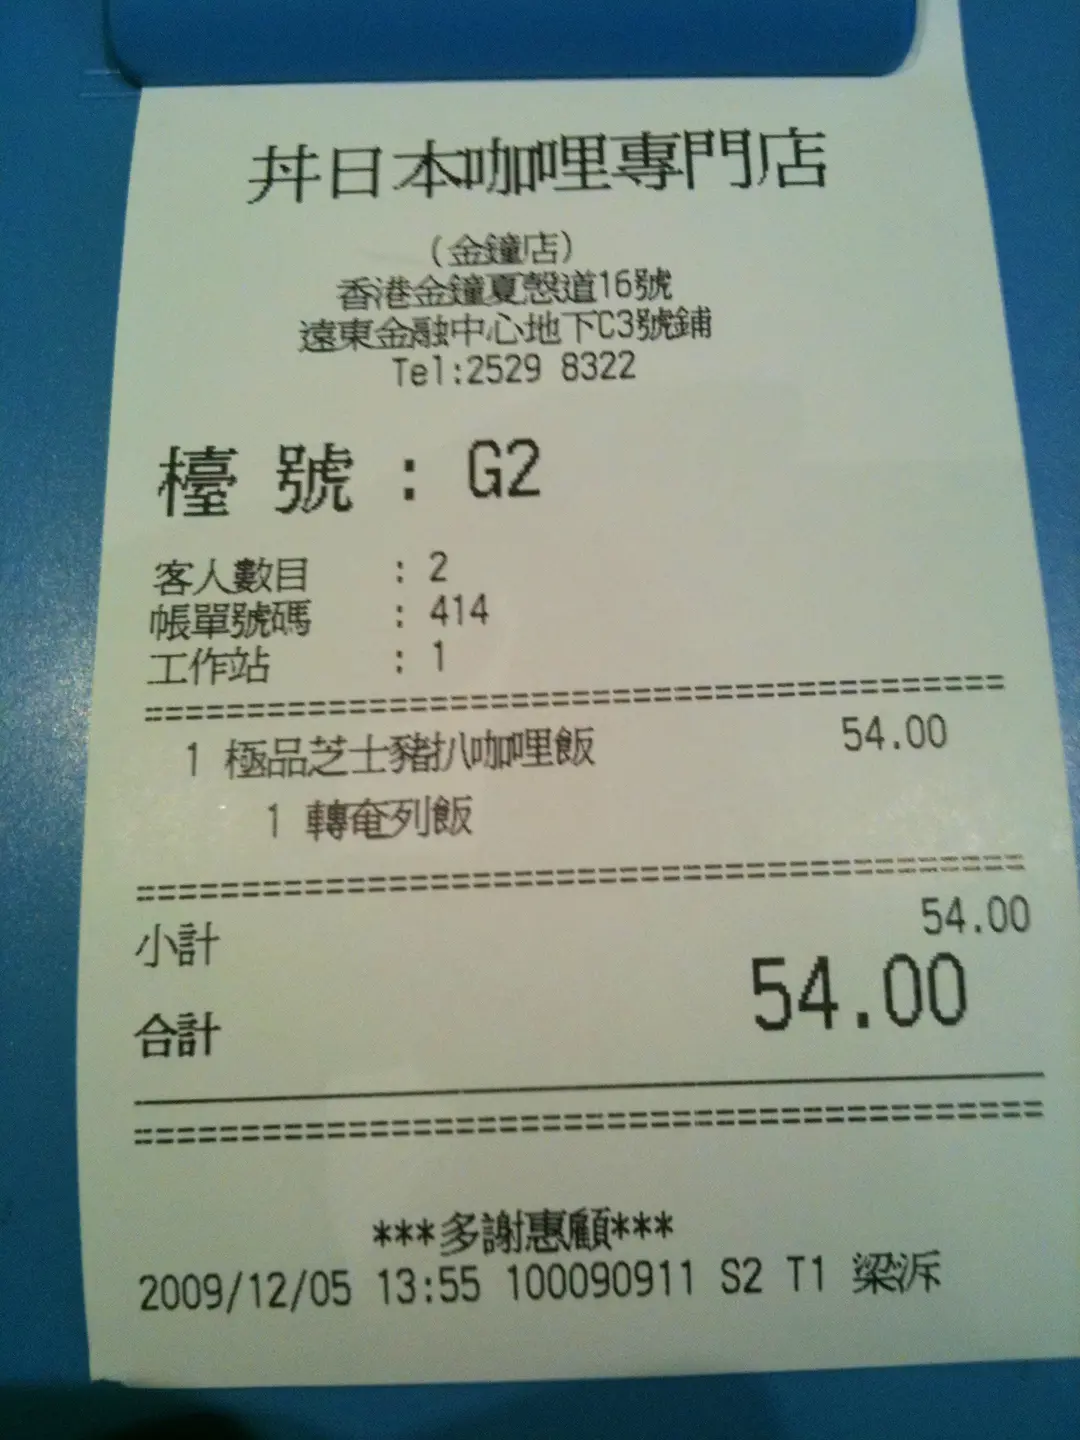 丼日本咖哩專門店
(金鐘店)
香港金鐘夏愨道16號
遠東金融中心地下C3號鋪
Tel:2529 8322
檯 號 : G2
客人數目 : 2
帳單號碼 : 414
工作站 : 1
1 極品芝士豬扒咖哩飯 54.00
1 轉奄列飯
小計 54.00
合計 54.00
***多謝惠顧***
2009/12/05 13:55 100090911 S2 T1 梁泝